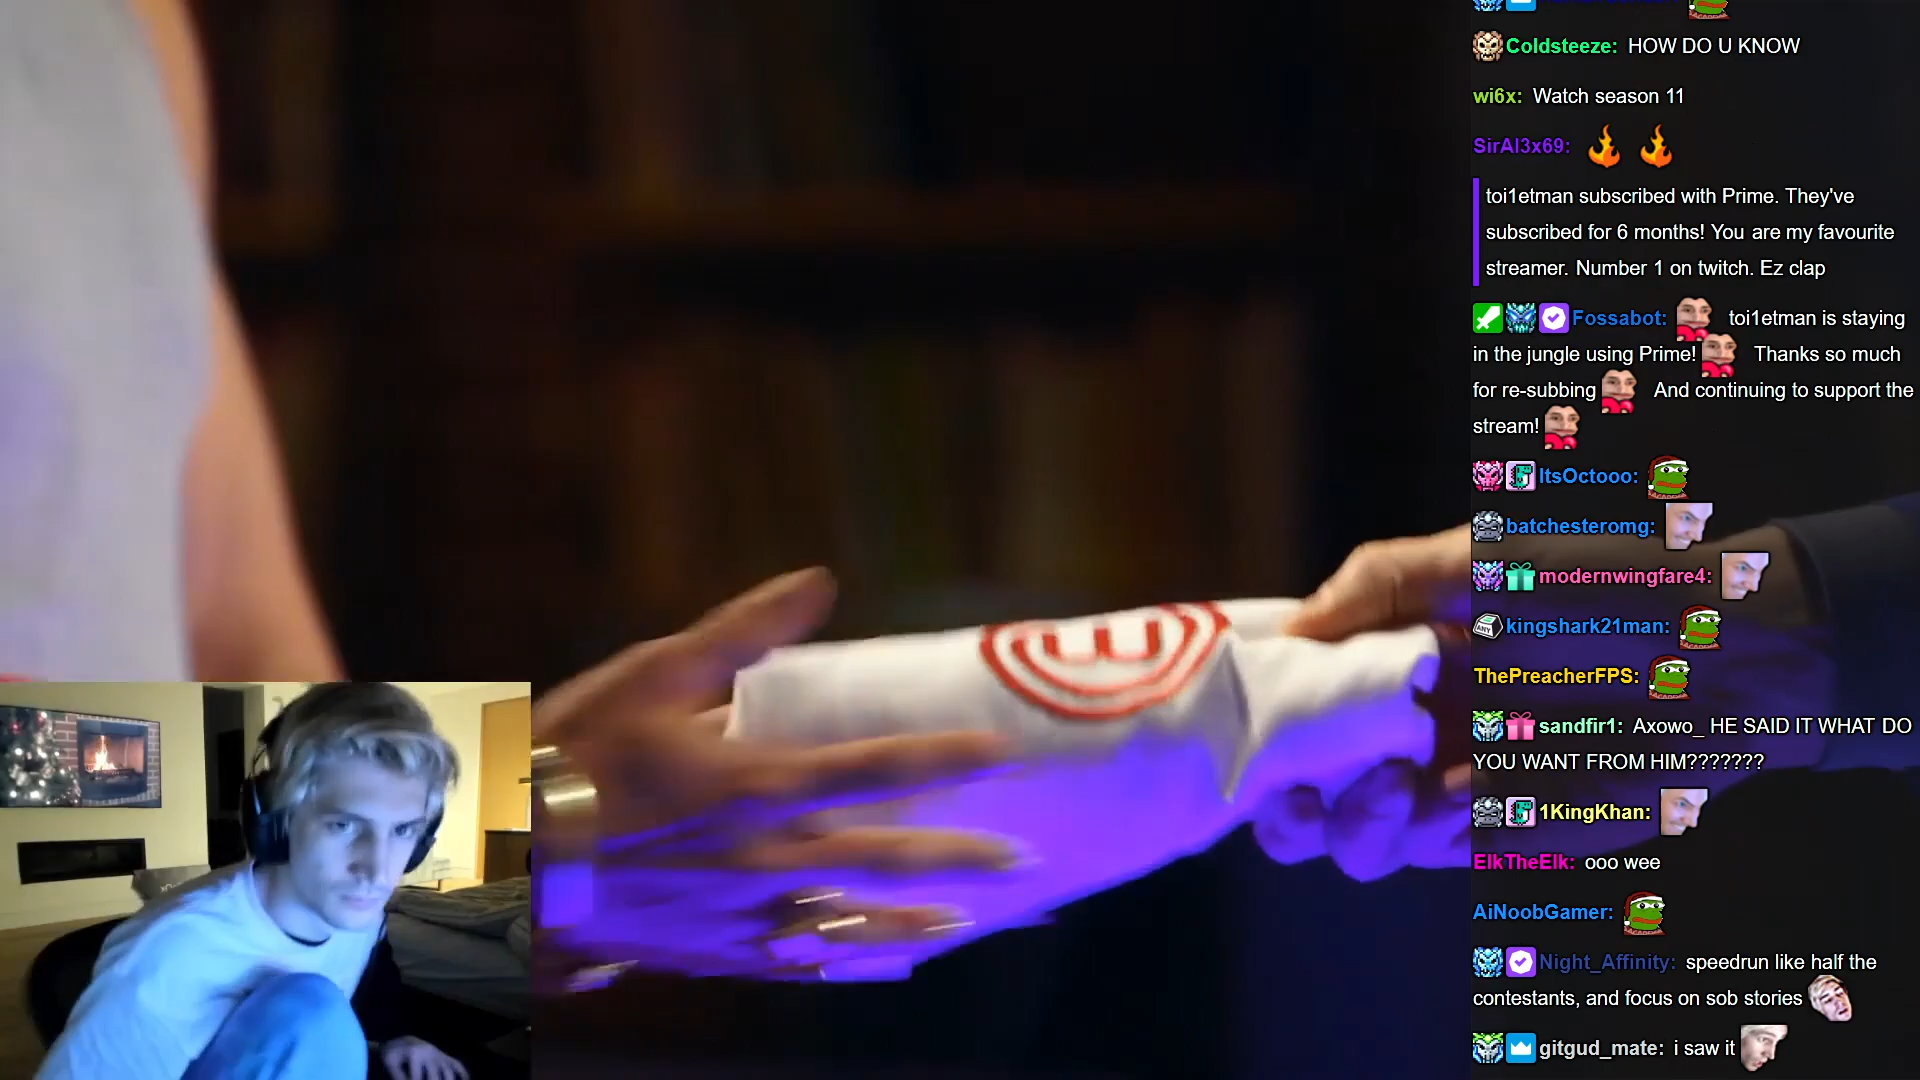 Coldsteeze: HOW DO U KNOW
wi6x: Watch season 11
SirAl3x69:
toi1etman subscribed with Prime. They've
subscribed for 6 months! You are my favourite
streamer. Number 1 on twitch. Ez clap
Fossabot: toi1etman is staying
in the jungle using Prime! Thanks so much
for re-subbing And continuing to support the
stream!
ItsOctooo:
batchesteromg:
modernwingfare4:
kingshark21man:
ThePreacherFPS:
sandfir1: Axowo_ HE SAID IT WHAT DO
YOU WANT FROM HIM???????
1KingKhan:
ElkTheElk: ooo wee
AiNoobGamer:
Night_Affinity: speedrun like half the
contestants, and focus on sob stories
gitgud_mate: i saw it